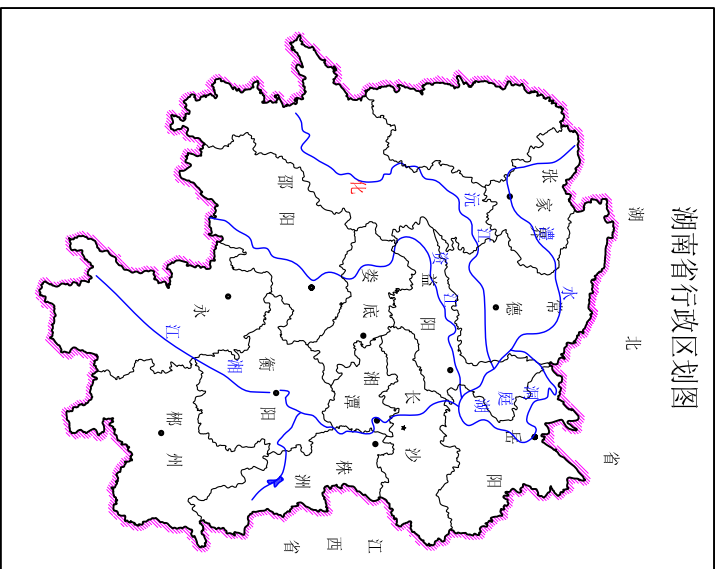 湖南省行政区划图
湖北省
江西省
张家
澧水
常德
沅江
化
邵阳
娄底
益阳
资江
洞庭湖
岳阳
长沙
湘潭
株洲
衡阳
湘江
永
郴州